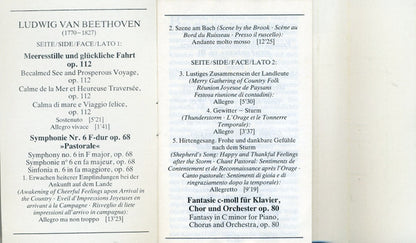 LUDWIG VAN BEETHOVEN
(1770–1827)
SEITE/SIDE/FACE/LATO 1:
Meeresstille und glückliche Fahrt
op. 112
Becalmed Sea and Prosperous Voyage,
op. 112
Calme de la Mer et Heureuse Traversée,
op. 112
Calma di mare e Viaggio felice,
op. 112
Sostenuto [5'21]
Allegro vivace [1'41]
Symphonie Nr. 6 F-dur op. 68
»Pastorale«
Symphony no. 6 in F major, op. 68
Symphonie n° 6 en fa majeur, op. 68
Sinfonia n. 6 in fa maggiore, op. 68
1. Erwachen heiterer Empfindungen bei der
Ankunft auf dem Lande
(Awakening of Cheerful Feelings upon Arrival in
the Country · Eveil d'Impressions Joyeuses en
arrivant à la Campagne · Risveglio di liete
impressioni all'arrivo in campagna):
Allegro ma non troppo [13'23]
2. Szene am Bach (Scene by the Brook · Scène au
Bord du Ruisseau · Presso il ruscello):
Andante molto mosso [12'25]
SEITE/SIDE/FACE/LATO 2:
3. Lustiges Zusammensein der Landleute
(Merry Gathering of Country Folk
Réunion Joyeuse de Paysans
Festosa riunione di contadini):
Allegro [5'30]
4. Gewitter – Sturm
(Thunderstorm · L'Orage et la Tonnerre
Temporale):
Allegro [3'37]
5. Hirtengesang. Frohe und dankbare Gefühle
nach dem Sturm
(Shepherd's Song: Happy and Thankful Feelings
after the Storm · Chant Pastoral: Sentiments de
Contentement et de Reconnaissance après l'Orage
· Canto pastorale: Sentimenti di gioia e di
ringraziamento dopo la temporale):
Allegretto [9'19]
Fantasie c-moll für Klavier,
Chor und Orchester op. 80
Fantasy in C minor for Piano,
Chorus and Orchestra, op. 80